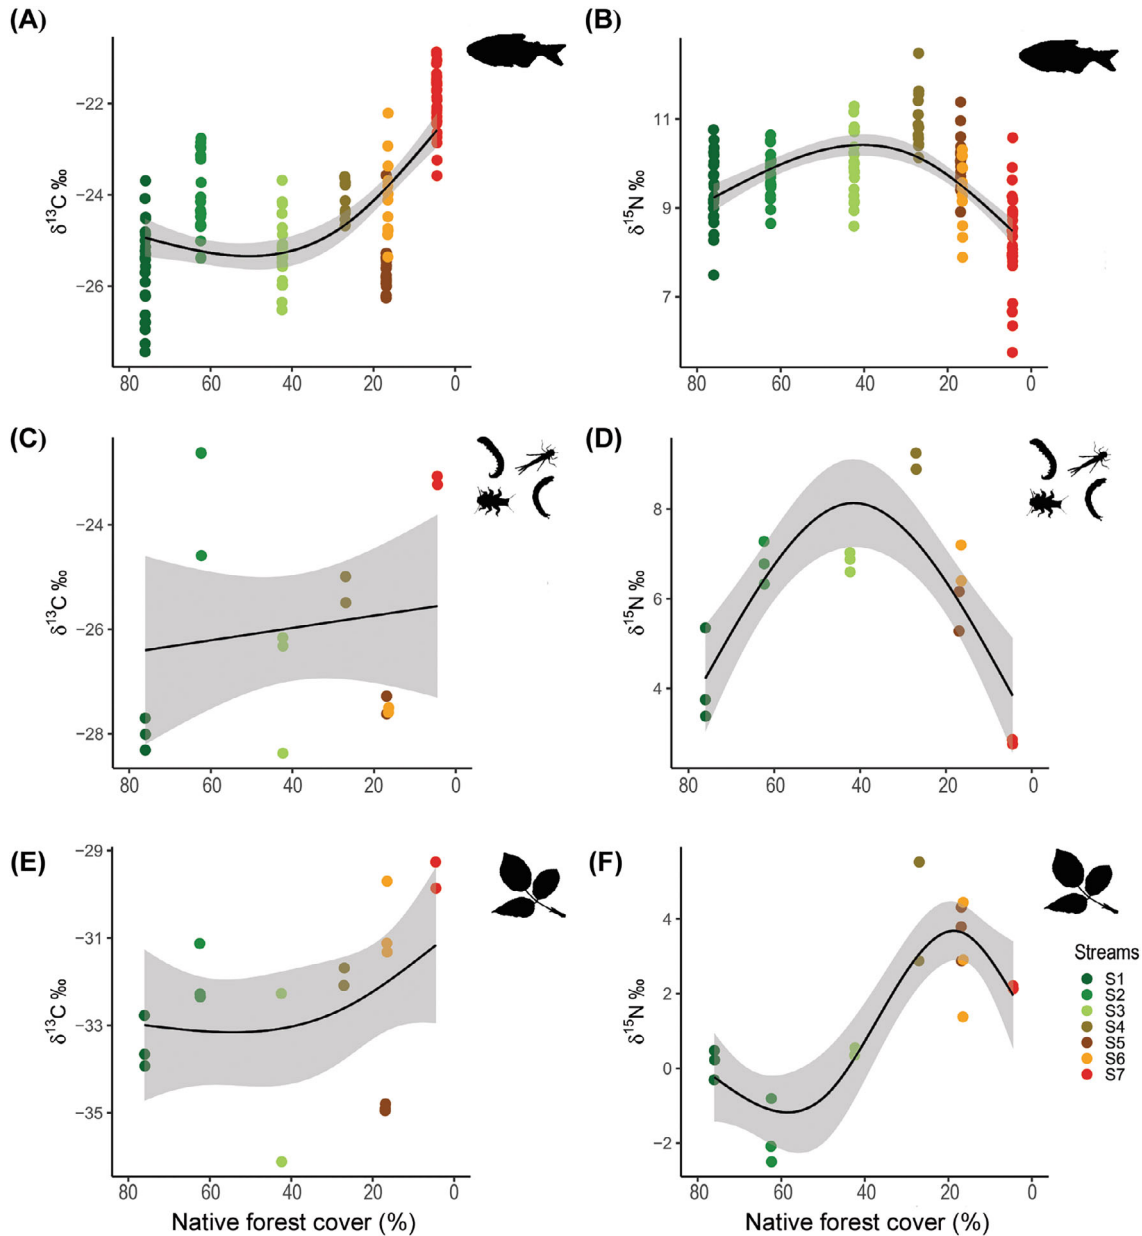 (A)
δ13C ‰
−22
−24
−26
80 60 40 20 0
(B)
δ15N ‰
11
9
7
80 60 40 20 0
(C)
δ13C ‰
−24
−26
−28
80 60 40 20 0
(D)
δ15N ‰
8
6
4
80 60 40 20 0
(E)
δ13C ‰
−29
−31
−33
−35
80 60 40 20 0
Native forest cover (%)
(F)
δ15N ‰
4
2
0
−2
80 60 40 20 0
Native forest cover (%)
Streams
S1
S2
S3
S4
S5
S6
S7